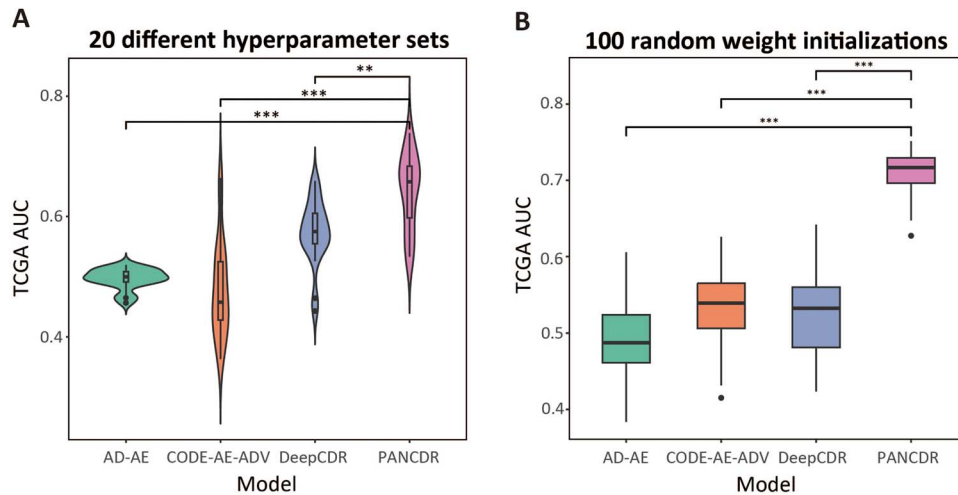 A
20 different hyperparameter sets
**
***
***
0.8
0.6
0.4
TCGA AUC
AD-AE
CODE-AE-ADV
DeepCDR
PANCDR
Model
B
100 random weight initializations
***
***
***
0.8
0.7
0.6
0.5
0.4
TCGA AUC
AD-AE
CODE-AE-ADV
DeepCDR
PANCDR
Model